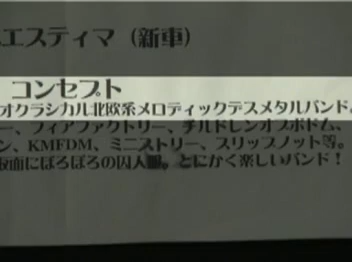 エスティマ（新車）
コンセプト
オクラシカル北欧系メロディックデスメタルバンド。
ー、フィアファクトリー、チルドレンオブボドム、
ン、KMFDM、ミニストリー、スリップノット等。
仮面にぼろぼろの囚人服。とにかく楽しいバンド！